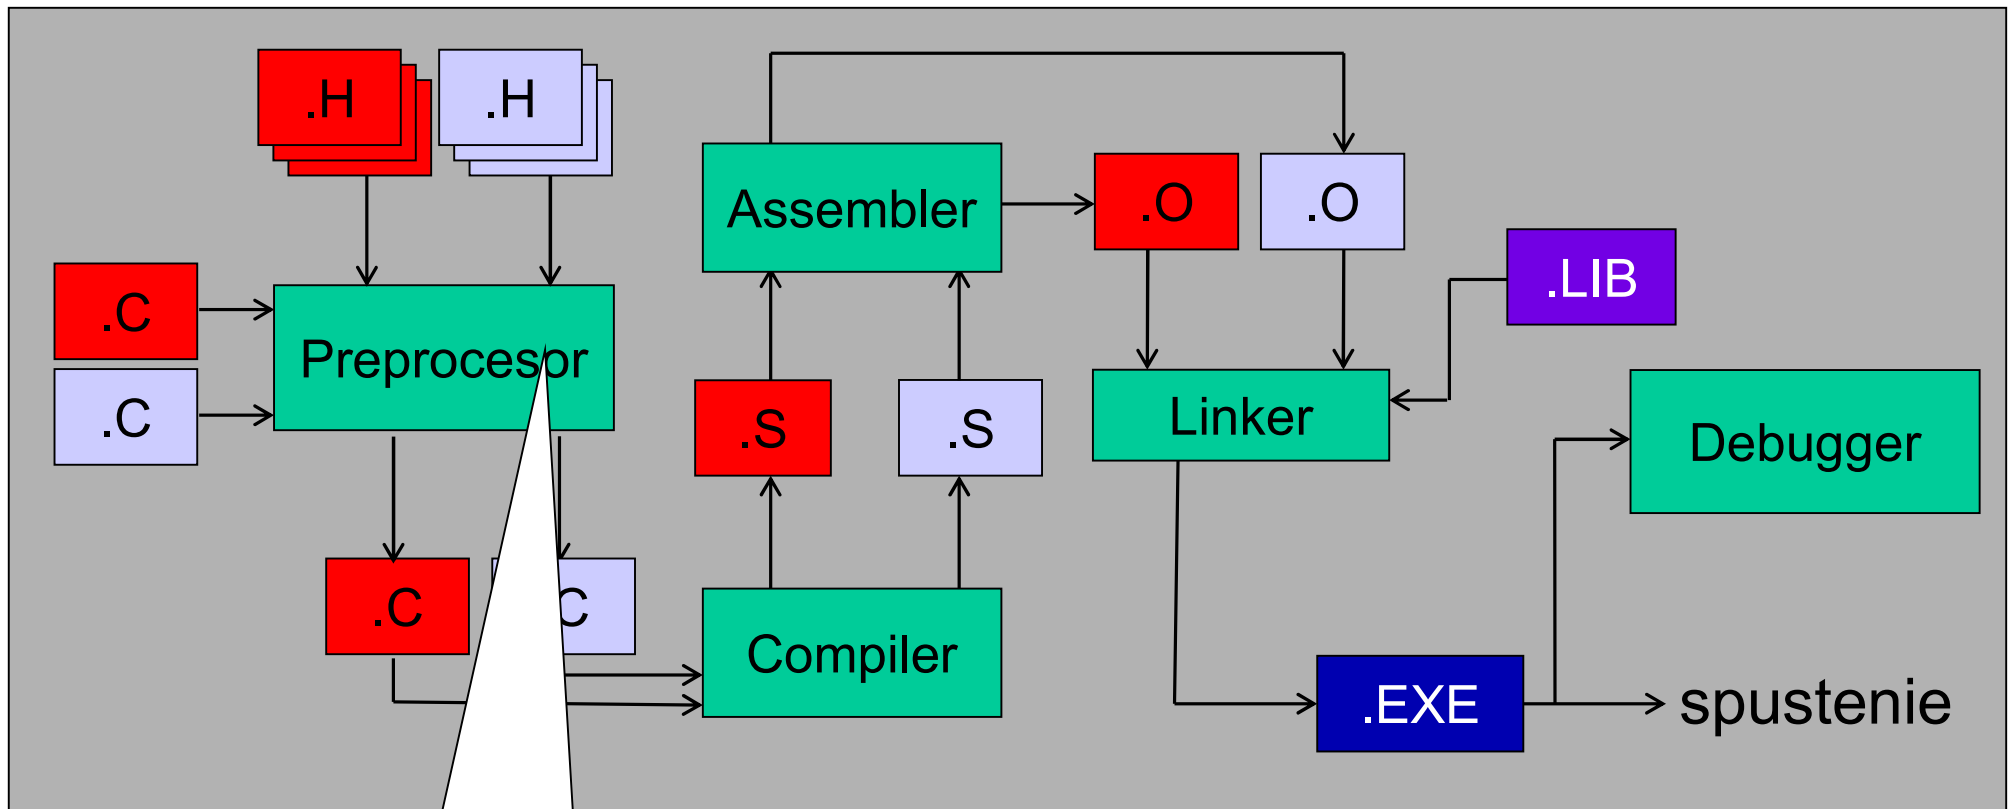 .H
.H
Assembler
.O
.O
.LIB
.C
Preprocesor
.C
.S
.S
Linker
Debugger
.C
C
Compiler
.EXE
spustenie